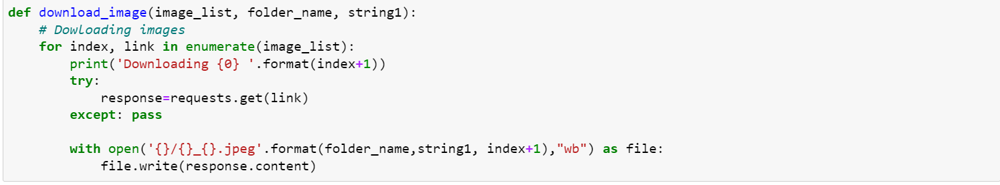 def download_image(image_list, folder_name, string1):
    # Dowloading images
    for index, link in enumerate(image_list):
        print('Downloading {0} '.format(index+1))
        try:
            response=requests.get(link)
        except: pass

        with open('{}/{}_{}.jpeg'.format(folder_name,string1, index+1),"wb") as file:
            file.write(response.content)